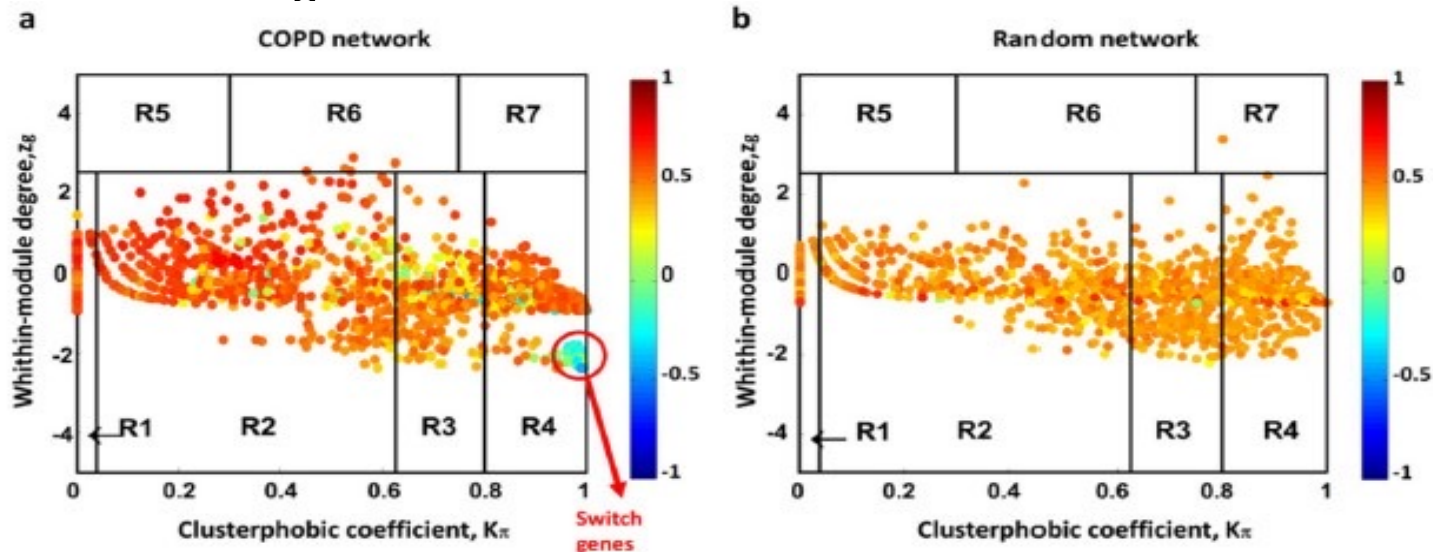 a
COPD network
Whithin-module degree,zg
4
2
0
-2
-4
R5
R6
R7
R1
R2
R3
R4
0
0.2
0.4
0.6
0.8
1
Clusterphobic coefficient, Kπ
1
0.5
0
-0.5
-1
Switch
genes
b
Random network
Whithin-module degree,zg
4
2
0
-2
-4
R5
R6
R7
R1
R2
R3
R4
0
0.2
0.4
0.6
0.8
1
Clusterphobic coefficient, Kπ
1
0.5
0
-0.5
-1